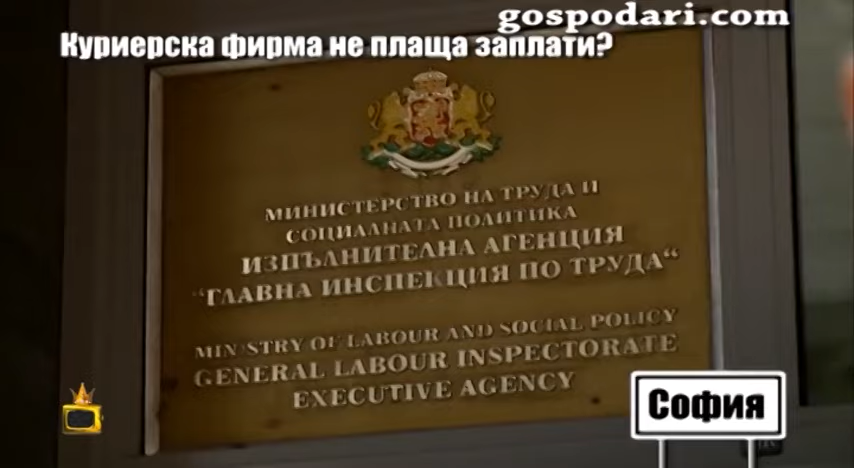 gospodari.com
Куриерска фирма не плаща заплати?
МИНИСТЕРСТВО НА ТРУДА И
СОЦИАЛНАТА ПОЛИТИКА
ИЗПЪЛНИТЕЛНА АГЕНЦИЯ
"ГЛАВНА ИНСПЕКЦИЯ ПО ТРУДА"
MINISTRY OF LABOUR AND SOCIAL POLICY
GENERAL LABOUR INSPECTORATE
EXECUTIVE AGENCY
София